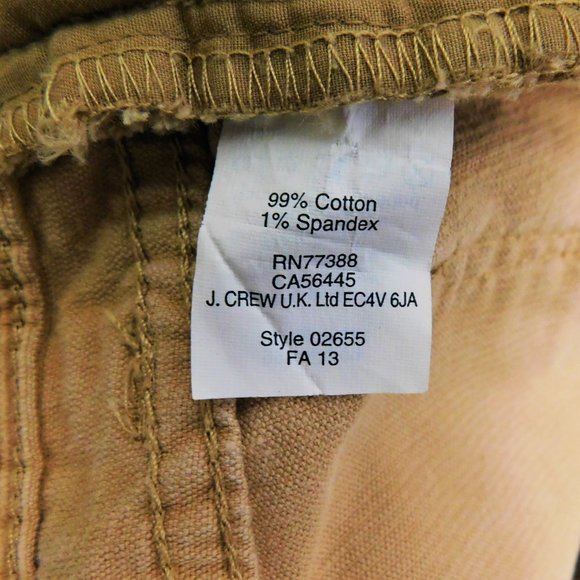 99% Cotton
1% Spandex
RN77388
CA56445
J. CREW U.K. Ltd EC4V 6JA
Style 02655
FA 13